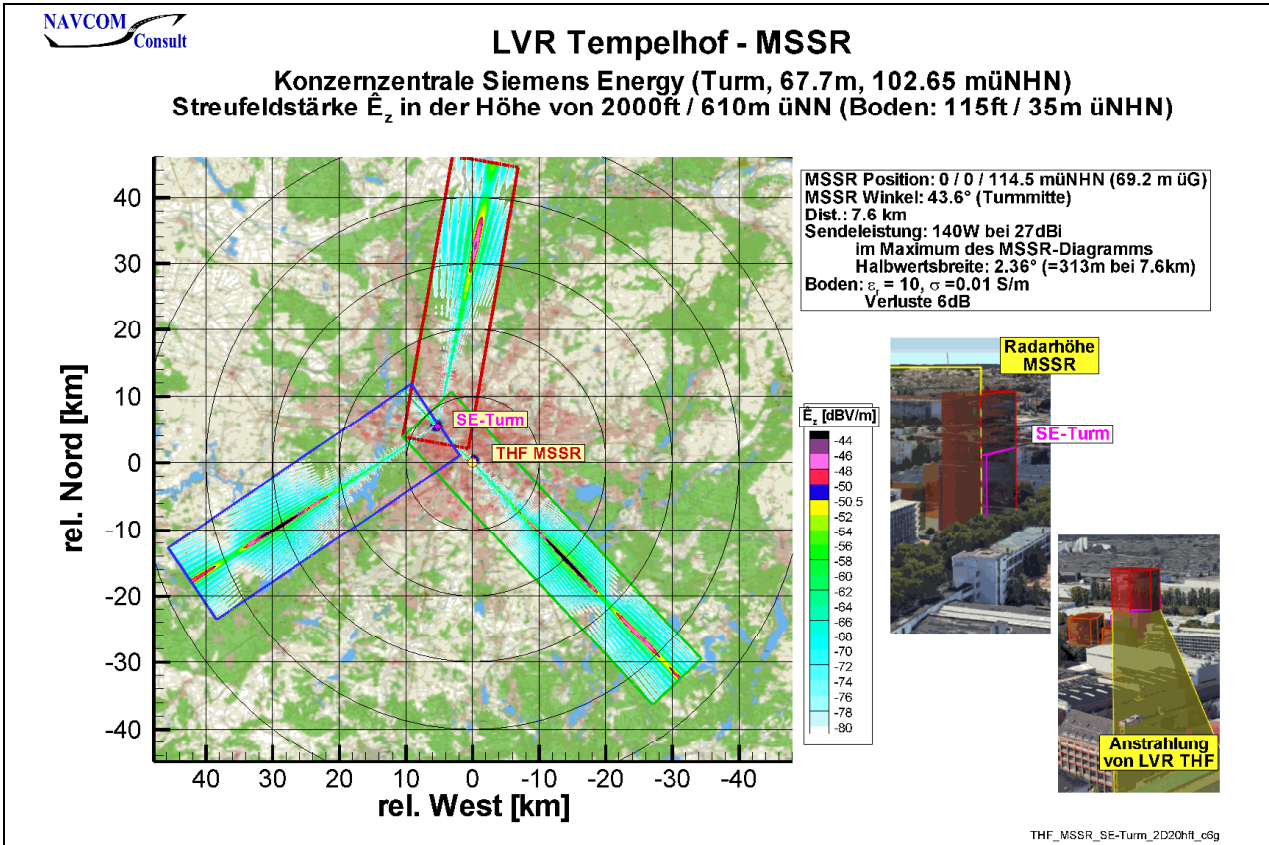 NAVCOM
Consult
LVR Tempelhof - MSSR
Konzernzentrale Siemens Energy (Turm, 67.7m, 102.65 müNHN)
Streufeldstärke Êz in der Höhe von 2000ft / 610m üNN (Boden: 115ft / 35m üNHN)
MSSR Position: 0 / 0 / 114.5 müNHN (69.2 m üG)
MSSR Winkel: 43.6° (Turmmitte)
Dist.: 7.6 km
Sendeleistung: 140W bei 27dBi
im Maximum des MSSR-Diagramms
Halbwertsbreite: 2.36° (=313m bei 7.6km)
Boden: εr = 10, σ =0.01 S/m
Verluste 6dB
rel. Nord [km]
40
30
20
10
0
-10
-20
-30
-40
40
30
20
10
0
-10
-20
-30
-40
rel. West [km]
SE-Turm
THF MSSR
Êz [dBV/m]
-44
-46
-48
-50
-50.5
-52
-54
-56
-58
-60
-62
-64
-66
-68
-70
-72
-74
-76
-78
-80
Radarhöhe
MSSR
SE-Turm
Anstrahlung
von LVR THF
THF_MSSR_SE-Turm_2D20hft_c6g